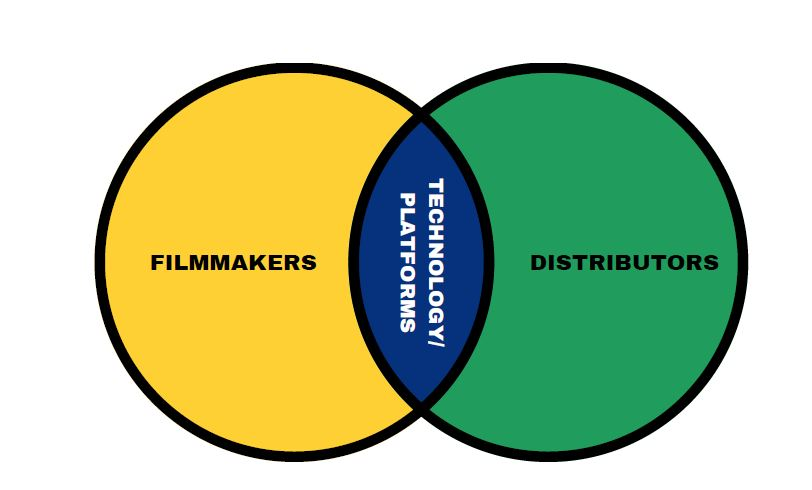 FILMMAKERS
TECHNOLOGY/
PLATFORMS
DISTRIBUTORS